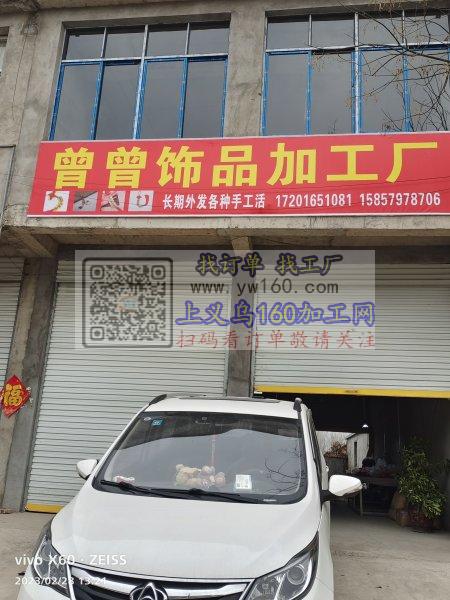 曾曾饰品加工厂
长期外发各种手工活 17201651081 15857978706
找订单 找工厂
www.yw160.com
上义乌160加工网
扫码看订单敬请关注
福
vivo X60 · ZEISS
2023/02/28 13:24